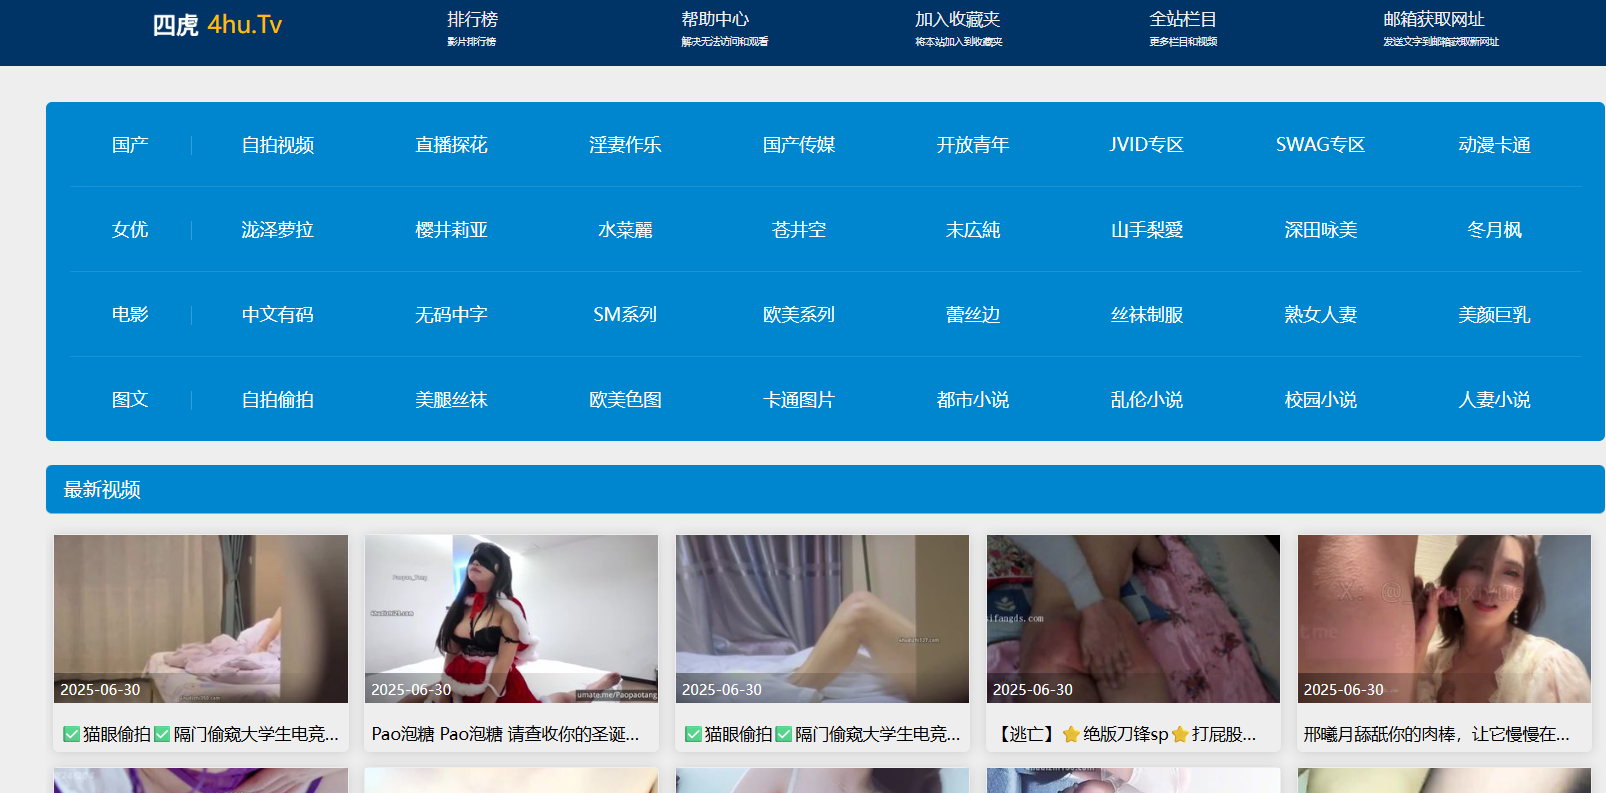 四虎 4hu.Tv
排行榜
影片排行榜
帮助中心
解决无法访问和观看
加入收藏夹
将本站加入到收藏夹
全站栏目
更多栏目和视频
邮箱获取网址
发送文字到邮箱获取新网址
国产 自拍视频 直播探花 淫妻作乐 国产传媒 开放青年 JVID专区 SWAG专区 动漫卡通
女优 泷泽萝拉 樱井莉亚 水菜麗 苍井空 末広純 山手梨愛 深田咏美 冬月枫
电影 中文有码 无码中字 SM系列 欧美系列 蕾丝边 丝袜制服 熟女人妻 美颜巨乳
图文 自拍偷拍 美腿丝袜 欧美色图 卡通图片 都市小说 乱伦小说 校园小说 人妻小说
最新视频
2025-06-30
✅猫眼偷拍✅隔门偷窥大学生电竞...
umate.me/Paopaotang
2025-06-30
Pao泡糖 Pao泡糖 请查收你的圣诞...
2025-06-30
✅猫眼偷拍✅隔门偷窥大学生电竞...
sifangds.com
2025-06-30
【逃亡】⭐绝版刀锋sp⭐打屁股...
2025-06-30
邢曦月舔舐你的肉棒，让它慢慢在...